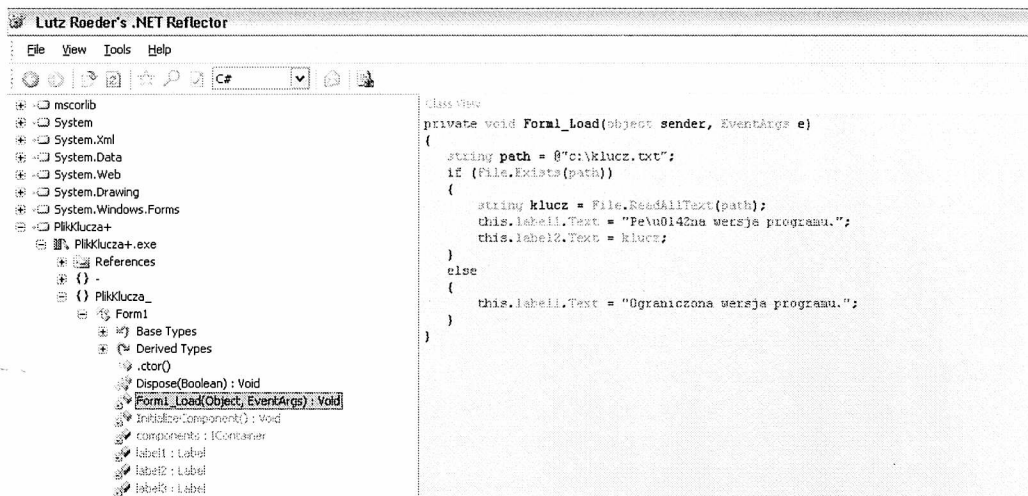 Lutz Roeder's .NET Reflector
File View Tools Help
C#
mscorlib
System
System.Xml
System.Data
System.Web
System.Drawing
System.Windows.Forms
PlikKlucza+
PlikKlucza+.exe
References
{} -
{} PlikKlucza_
Form1
Base Types
Derived Types
.ctor()
Dispose(Boolean) : Void
Form1_Load(Object, EventArgs) : Void
InitializeComponent() : Void
components : IContainer
label1 : Label
label2 : Label
label3 : Label
Class View
private void Form1_Load(object sender, EventArgs e)
{
string path = @"c:\klucz.txt";
if (File.Exists(path))
{
string klucz = File.ReadAllText(path);
this.label1.Text = "Pe\u0142na wersja programu.";
this.label2.Text = klucz;
}
else
{
this.label1.Text = "Ograniczona wersja programu.";
}
}